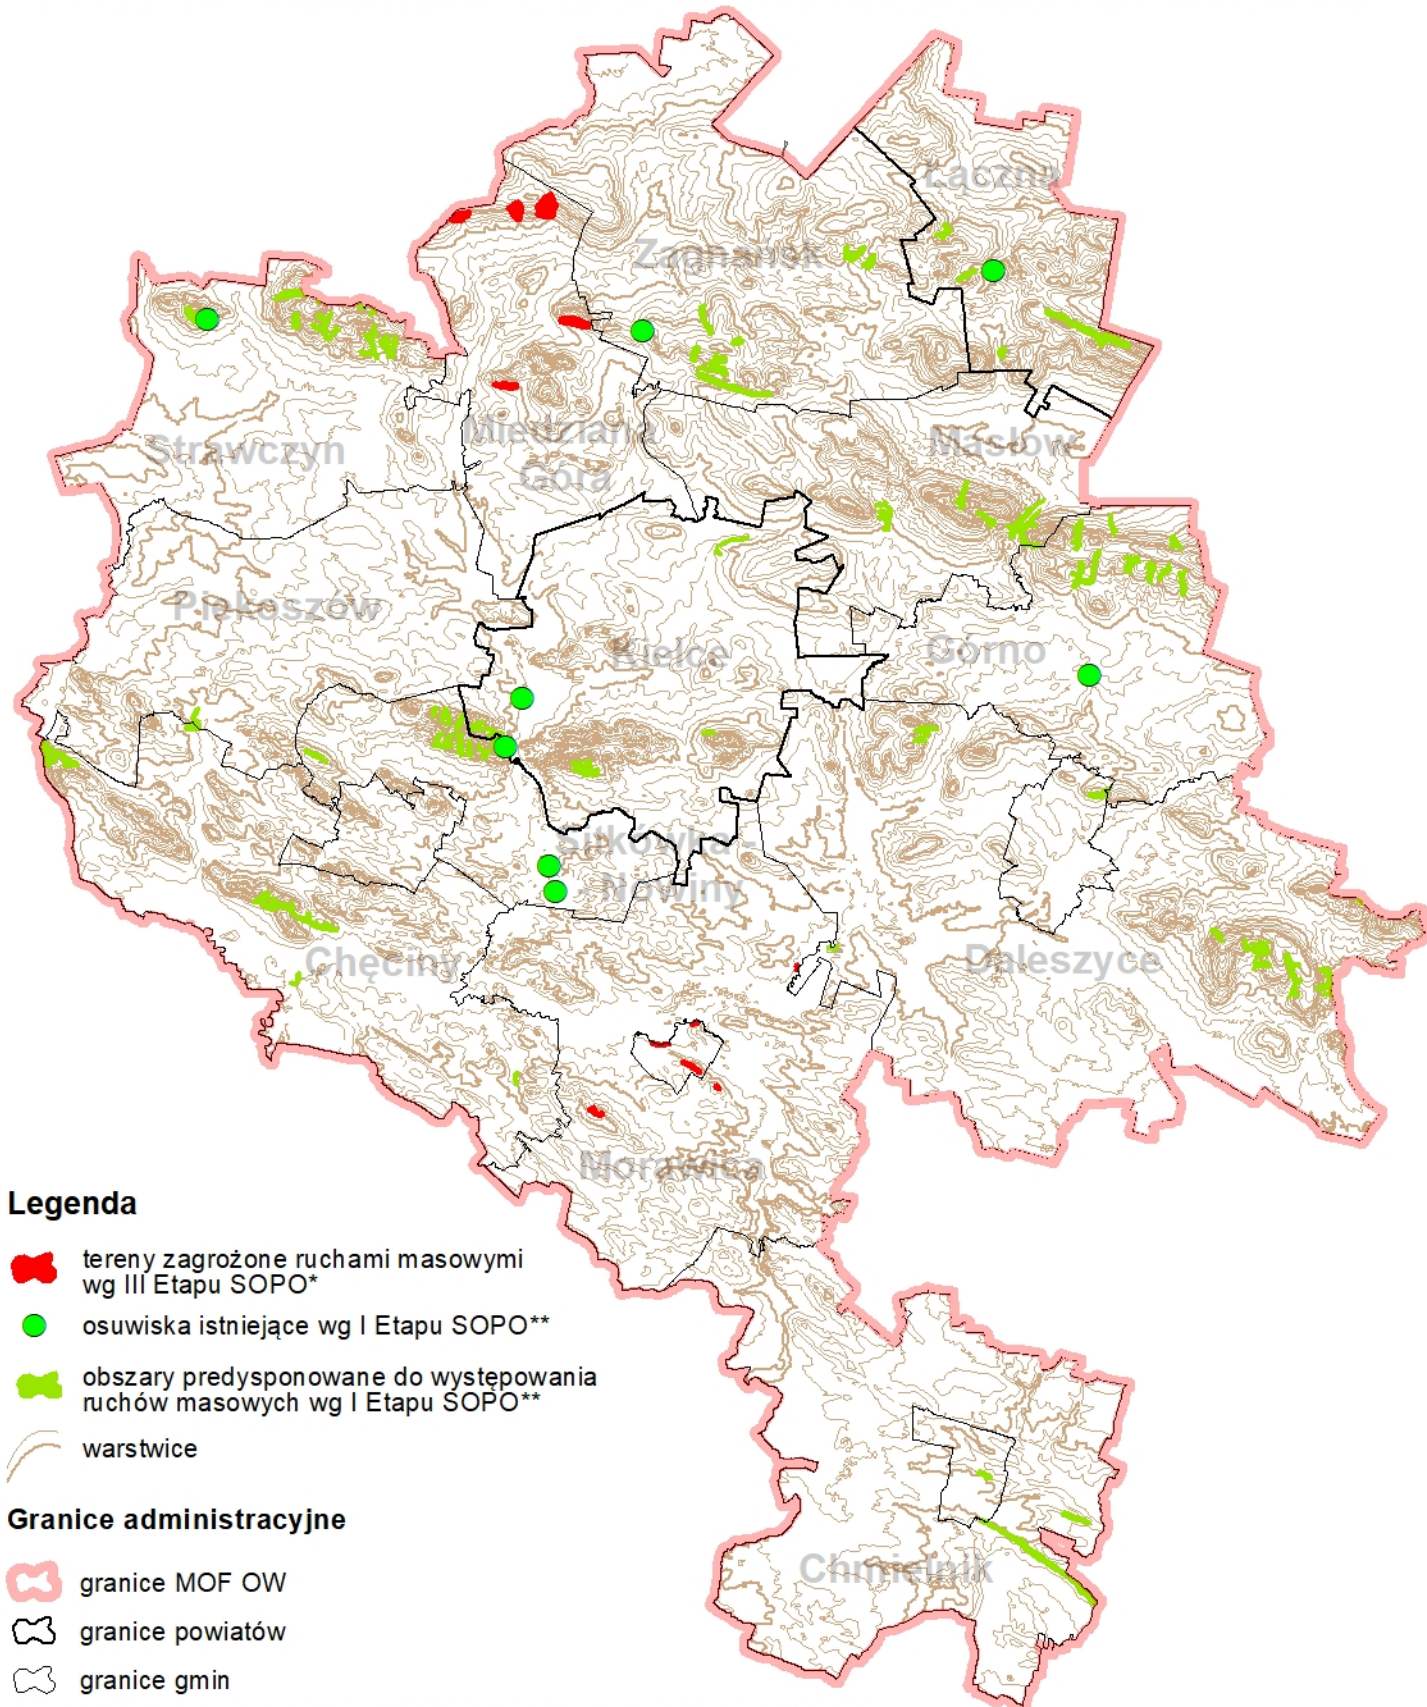 Łączna
Zagnańsk
Strawczyn
Miedziana
Góra
Masłów
Piekoszów
Kielce
Górno
Sitkówka -
- Nowiny
Chęciny
Daleszyce
Morawica
Chmielnik
Legenda
tereny zagrożone ruchami masowymi
wg III Etapu SOPO*
osuwiska istniejące wg I Etapu SOPO**
obszary predysponowane do występowania
ruchów masowych wg I Etapu SOPO**
warstwice
Granice administracyjne
granice MOF OW
granice powiatów
granice gmin